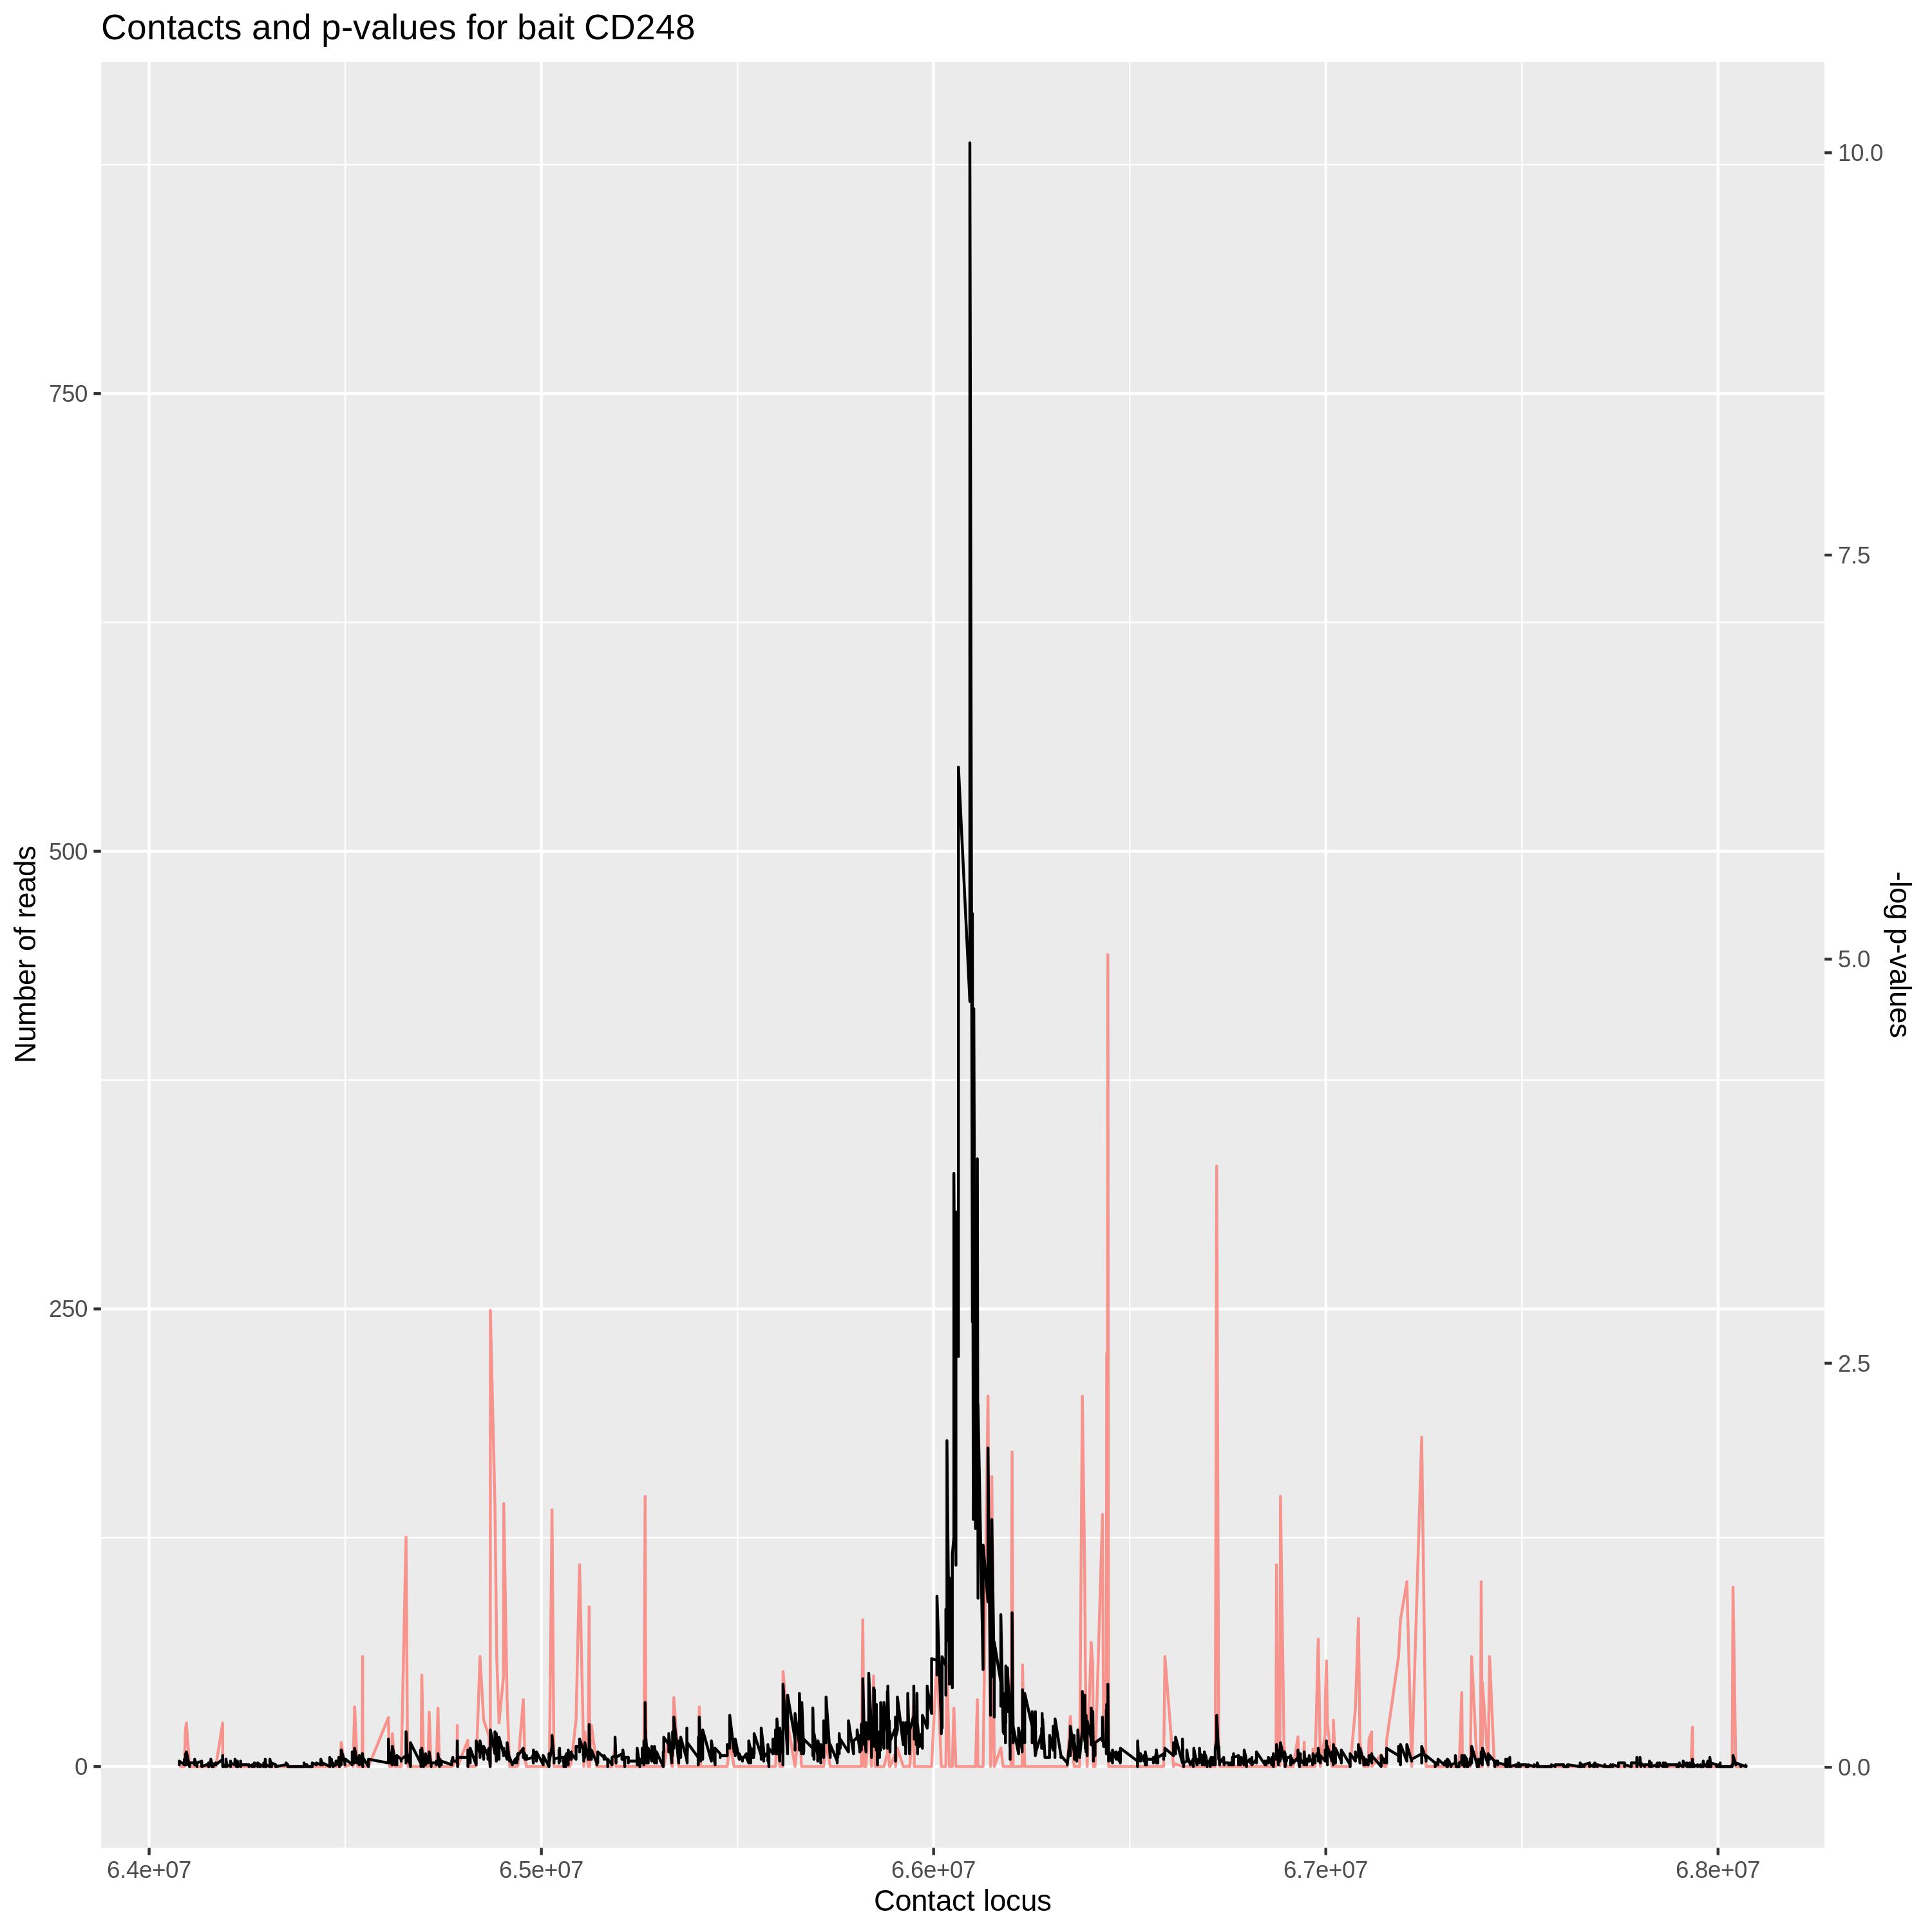 Contacts and p-values for bait CD248
Number of reads
750
500
250
0
10.0
7.5
5.0
2.5
0.0
-log p-values
6.4e+07
6.5e+07
6.6e+07
6.7e+07
6.8e+07
Contact locus